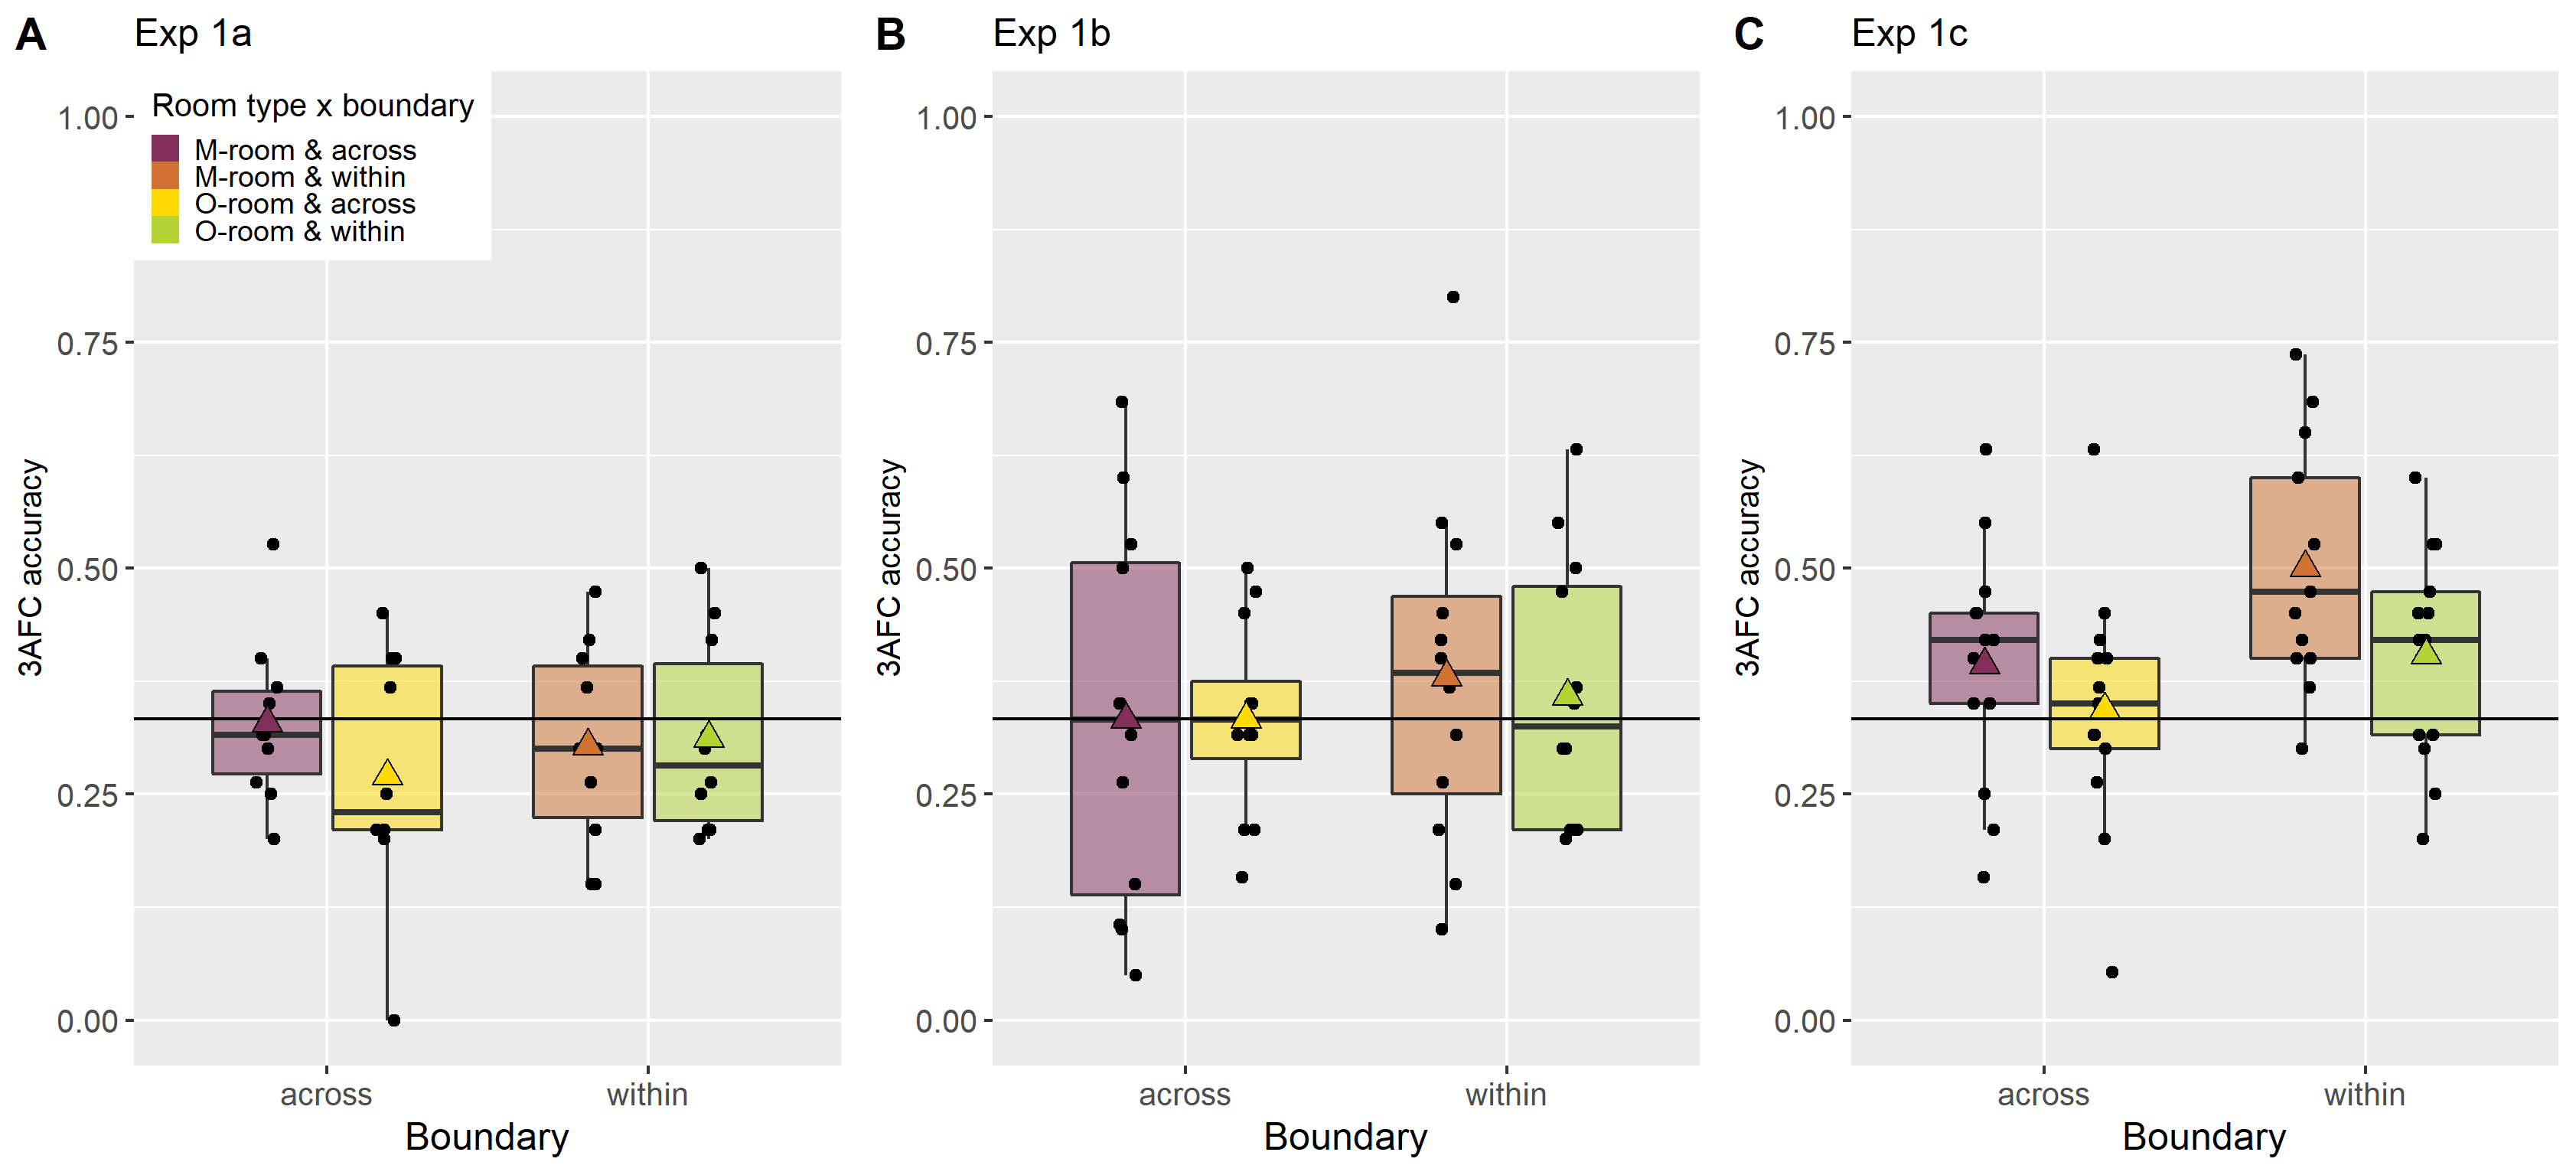 A Exp 1a
Room type x boundary
M-room & across
M-room & within
O-room & across
O-room & within
1.00
0.75
0.50
0.25
0.00
3AFC accuracy
across within
Boundary
B Exp 1b
1.00
0.75
0.50
0.25
0.00
3AFC accuracy
across within
Boundary
C Exp 1c
1.00
0.75
0.50
0.25
0.00
3AFC accuracy
across within
Boundary